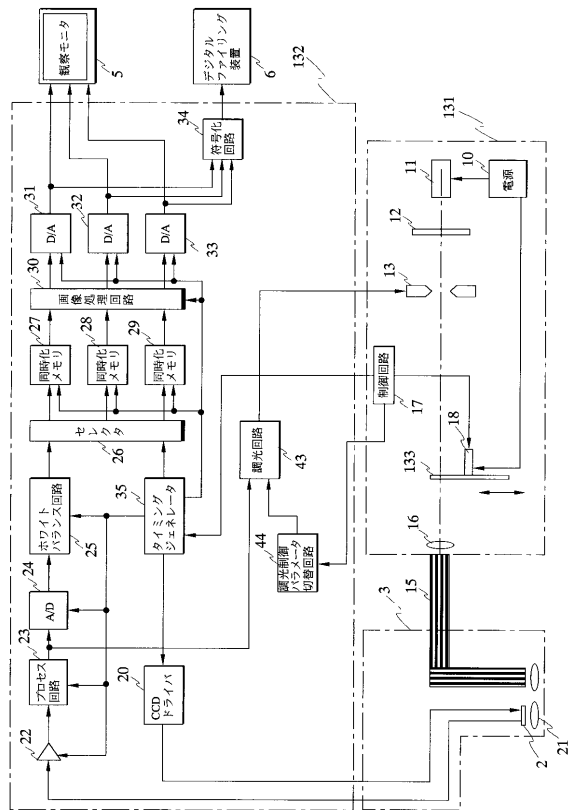 観察モニタ
5
デジタル
ファイリング
装置
6
132
符号化
回路
34
31
D/A
32
D/A
D/A
33
30
画像処理回路
27
同時化
メモリ
28
同時化
メモリ
29
同時化
メモリ
セレクタ
26
ホワイト
バランス回路
25
24
A/D
23
プロセス
回路
22
35
タイミング
ジェネレータ
20
CCD
ドライバ
調光回路
43
44
調光制御
パラメータ
切替回路
131
10
電源
11
12
13
制御回路
17
18
133
16
15
3
2
21